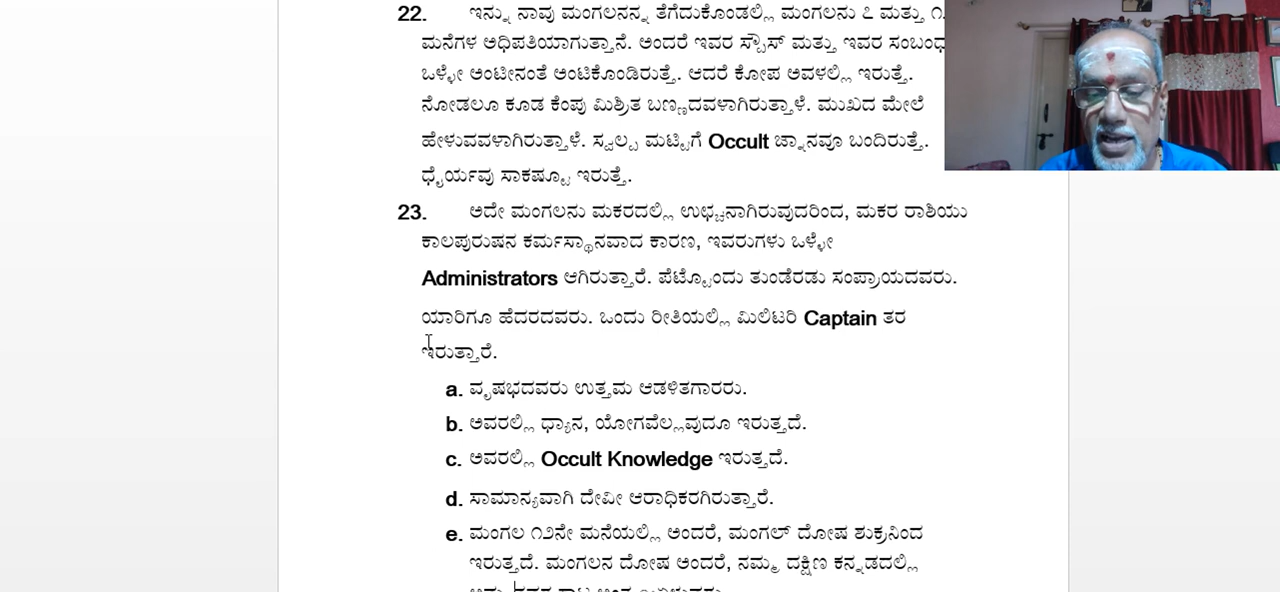 22. ಇನ್ನು ನಾವು ಮಂಗಲನನ್ನ ತೆಗೆದುಕೊಂಡಲ್ಲಿ ಮಂಗಲನು ೭ ಮತ್ತು
ಮನೆಗಳ ಅಧಿಪತಿಯಾಗುತ್ತಾನೆ. ಅಂದರೆ ಇವರ ಸ್ಪೌಸ್ ಮತ್ತು ಇವರ
ಒಳ್ಳೇ ಅಂಟೀನಂತೆ ಅಂಟಿಕೊಂಡಿರುತ್ತೆ. ಆದರೆ ಕೋಪ ಅವಳಲ್ಲಿ ಇರುತ್ತೆ.
ನೋಡಲೂ ಕೂಡ ಕೆಂಪು ಮಿಶ್ರಿತ ಬಣ್ಣದವಳಾಗಿರುತ್ತಾಳೆ. ಮುಖದ ಮೇಲೆ
ಹೇಳುವವಳಾಗಿರುತ್ತಾಳೆ. ಸ್ವಲ್ಪ ಮಟ್ಟಿಗೆ Occult ಜ್ಞಾನವೂ ಬಂದಿರುತ್ತೆ.
ಧೈರ್ಯವು ಸಾಕಷ್ಟೂ ಇರುತ್ತೆ.
23. ಅದೇ ಮಂಗಲನು ಮಕರದಲ್ಲಿ ಉಛ್ಚನಾಗಿರುವುದರಿಂದ, ಮಕರ ರಾಶಿಯು
ಕಾಲಪುರುಷನ ಕರ್ಮಸ್ಥಾನವಾದ ಕಾರಣ, ಇವರುಗಳು ಒಳ್ಳೇ
Administrators ಆಗಿರುತ್ತಾರೆ. ಪೆಟ್ಟೊಂದು ತುಂಡೆರಡು ಸಂಪ್ರಾಯದವರು.
ಯಾರಿಗೂ ಹೆದರದವರು. ಒಂದು ರೀತಿಯಲ್ಲಿ ಮಿಲಿಟರಿ Captain ತರ
ಇರುತ್ತಾರೆ.
a. ವೃಷಭದವರು ಉತ್ತಮ ಆಡಳಿತಗಾರರು.
b. ಅವರಲ್ಲಿ ಧ್ಯಾನ, ಯೋಗವೆಲ್ಲವುದೂ ಇರುತ್ತದೆ.
c. ಅವರಲ್ಲಿ Occult Knowledge ಇರುತ್ತದೆ.
d. ಸಾಮಾನ್ಯವಾಗಿ ದೇವೀ ಆರಾಧಿಕರಗಿರುತ್ತಾರೆ.
e. ಮಂಗಲ ೧೨ನೇ ಮನೆಯಲ್ಲಿ ಅಂದರೆ, ಮಂಗಲ್ ದೋಷ ಶುಕ್ರನಿಂದ
ಇರುತ್ತದೆ. ಮಂಗಲನ ದೋಷ ಅಂದರೆ, ನಮ್ಮ ದಕ್ಷಿಣ ಕನ್ನಡದಲ್ಲಿ